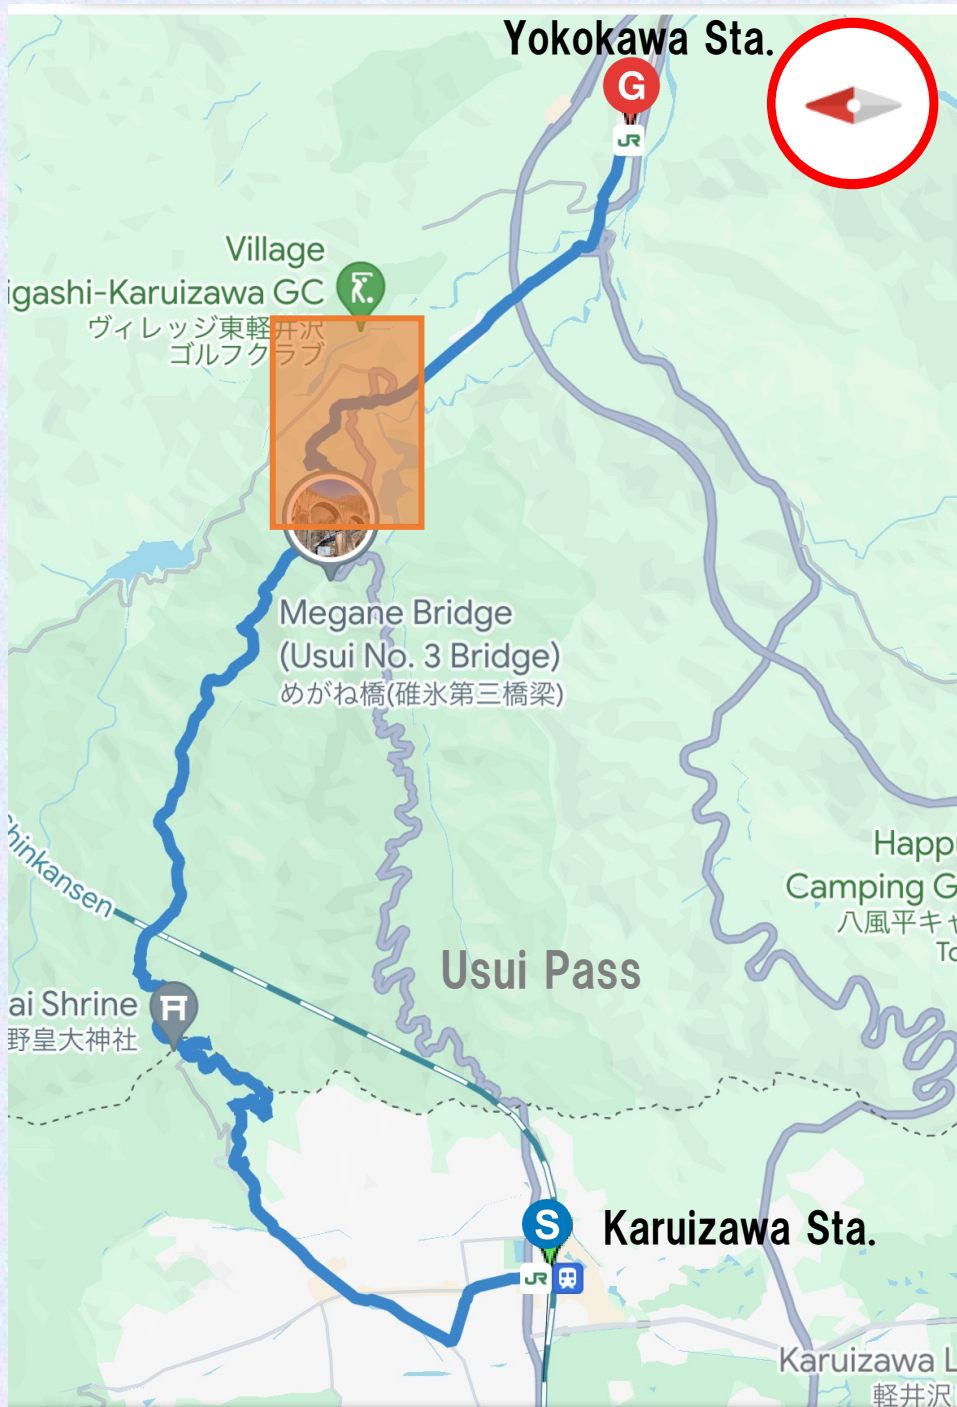 Yokokawa Sta.
G
JR
Village
igashi-Karuizawa GC
ヴィレッジ東軽井沢
ゴルフクラブ
Megane Bridge
(Usui No. 3 Bridge)
めがね橋(碓氷第三橋梁)
Shinkansen
Happu
Camping G
八風平キャ
To
Usui Pass
ai Shrine
野皇大神社
S
Karuizawa Sta.
JR
Karuizawa L
軽井沢